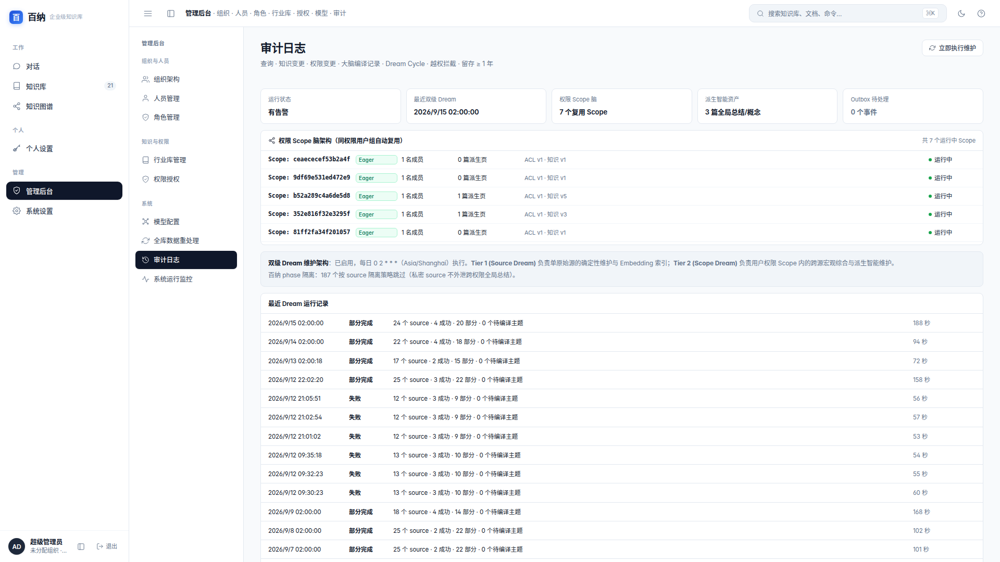 百 百纳 企业级知识库
工作
对话
知识库 21
知识图谱
个人
个人设置
管理
管理后台
系统设置
AD 超级管理员
未分配组织 ·...
退出
管理后台 · 组织 · 人员 · 角色 · 行业库 · 授权 · 模型 · 审计
搜索知识库、文档、命令... ⌘K
管理后台
组织与人员
组织架构
人员管理
角色管理
知识与权限
行业库管理
权限授权
系统
模型配置
全库数据重处理
审计日志
系统运行监控
审计日志
立即执行维护
查询 · 知识变更 · 权限变更 · 大脑编译记录 · Dream Cycle · 越权拦截 · 留存 ≥ 1 年
运行状态
有告警
最近双级 Dream
2026/9/15 02:00:00
权限 Scope 脑
7 个复用 Scope
派生智能资产
3 篇全局总结/概念
Outbox 待处理
0 个事件
权限 Scope 脑架构（同权限用户组自动复用） 共 7 个运行中 Scope
Scope: ceaececef53b2a4f Eager 1 名成员 0 篇派生页 ACL v1 · 知识 v1 运行中
Scope: 9df69e531ed472e9 Eager 1 名成员 0 篇派生页 ACL v1 · 知识 v1 运行中
Scope: b52a289c4a6de5d8 Eager 1 名成员 1 篇派生页 ACL v1 · 知识 v5 运行中
Scope: 352e816f32e3295f Eager 1 名成员 1 篇派生页 ACL v1 · 知识 v3 运行中
Scope: 81ff2fa34f201057 Eager 1 名成员 0 篇派生页 ACL v1 · 知识 v1 运行中
双级 Dream 维护架构：已启用，每日 0 2 * * *（Asia/Shanghai）执行。Tier 1 (Source Dream) 负责单原始源的确定性维护与 Embedding 索引；Tier 2 (Scope Dream) 负责用户权限 Scope 内的跨源宏观综合与派生智能维护。
百纳 phase 隔离：187 个按 source 隔离策略跳过（私密 source 不外泄跨权限全局总结）。
最近 Dream 运行记录
2026/9/15 02:00:00 部分完成 24 个 source · 4 成功 · 20 部分 · 0 个待编译主题 188 秒
2026/9/14 02:00:00 部分完成 22 个 source · 4 成功 · 18 部分 · 0 个待编译主题 94 秒
2026/9/13 02:00:18 部分完成 17 个 source · 2 成功 · 15 部分 · 0 个待编译主题 72 秒
2026/9/12 22:02:20 部分完成 25 个 source · 3 成功 · 22 部分 · 0 个待编译主题 158 秒
2026/9/12 21:05:51 失败 12 个 source · 3 成功 · 9 部分 · 0 个待编译主题 56 秒
2026/9/12 21:02:54 失败 12 个 source · 3 成功 · 9 部分 · 0 个待编译主题 57 秒
2026/9/12 21:01:02 失败 12 个 source · 3 成功 · 9 部分 · 0 个待编译主题 53 秒
2026/9/12 09:35:18 失败 13 个 source · 3 成功 · 10 部分 · 0 个待编译主题 54 秒
2026/9/12 09:32:23 失败 13 个 source · 3 成功 · 10 部分 · 0 个待编译主题 55 秒
2026/9/12 09:30:23 失败 13 个 source · 3 成功 · 10 部分 · 0 个待编译主题 60 秒
2026/9/9 02:00:00 部分完成 18 个 source · 4 成功 · 14 部分 · 0 个待编译主题 168 秒
2026/9/8 02:00:00 部分完成 25 个 source · 2 成功 · 22 部分 · 0 个待编译主题 102 秒
2026/9/7 02:00:00 部分完成 25 个 source · 2 成功 · 22 部分 · 0 个待编译主题 101 秒